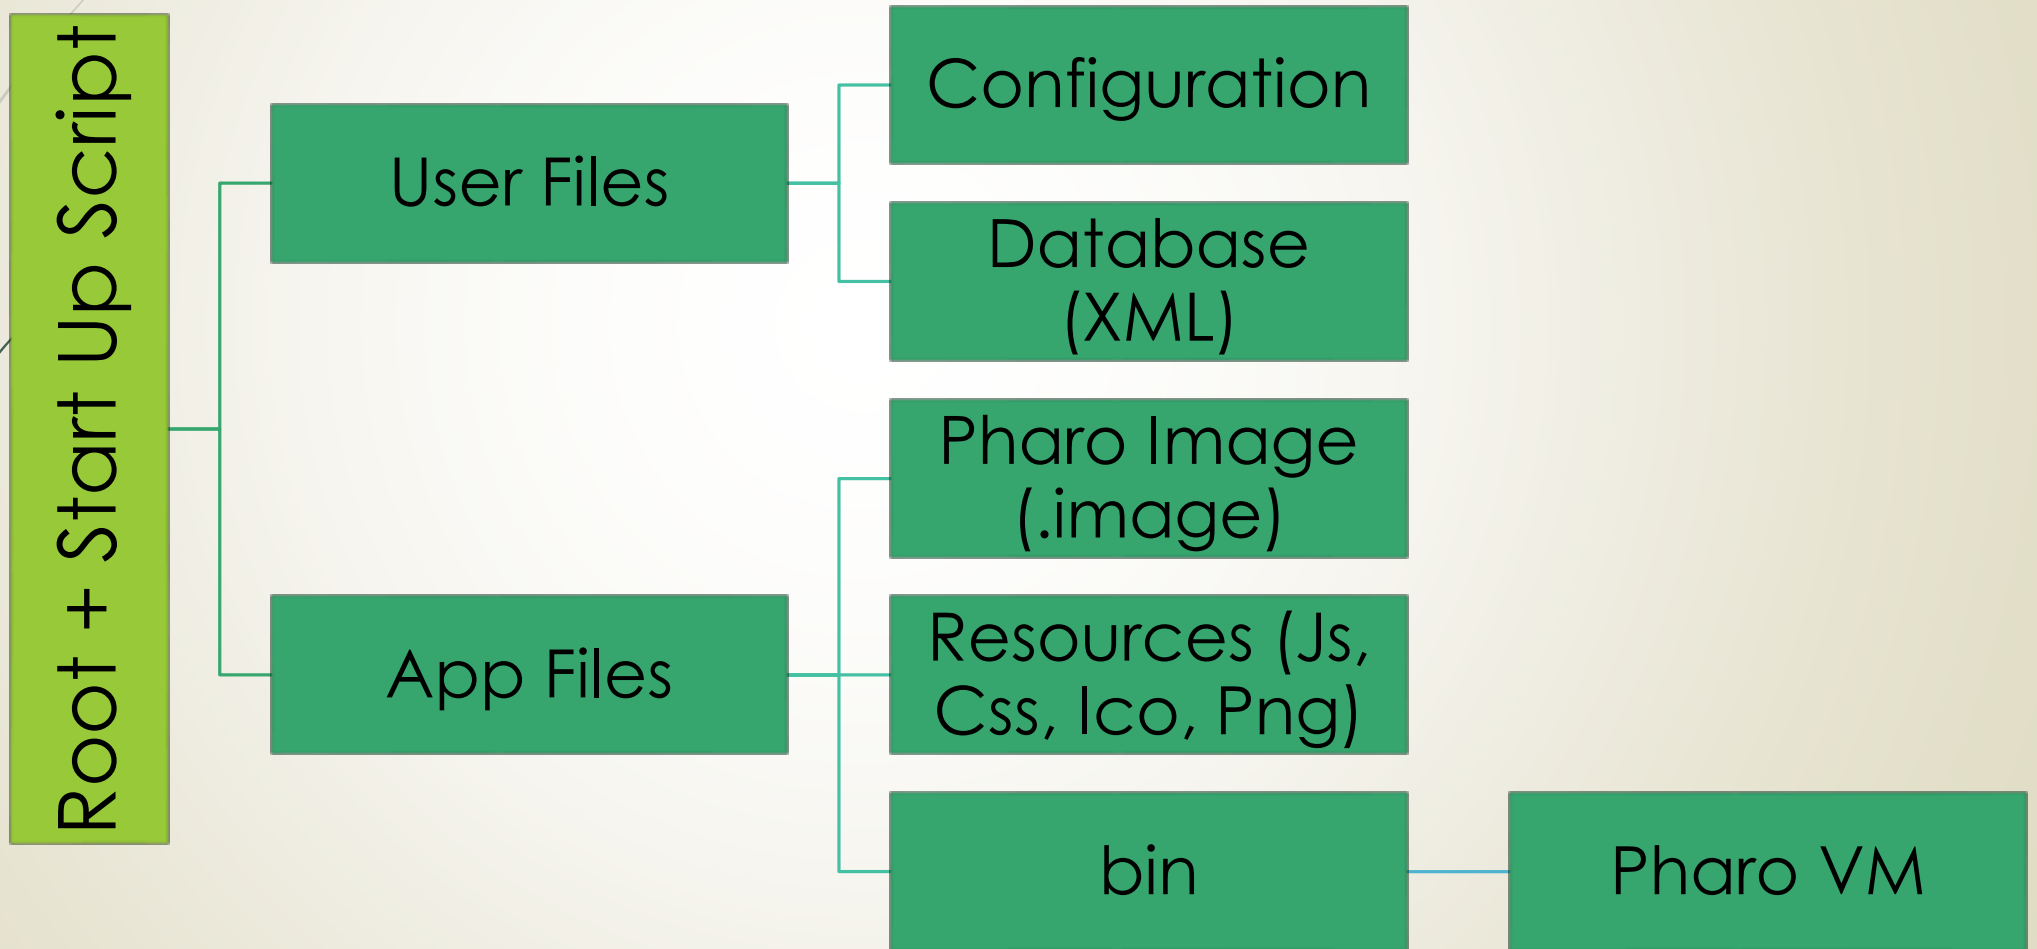 Root + Start Up Script
User Files
Configuration
Database
(XML)
App Files
Pharo Image
(.image)
Resources (Js,
Css, Ico, Png)
bin
Pharo VM